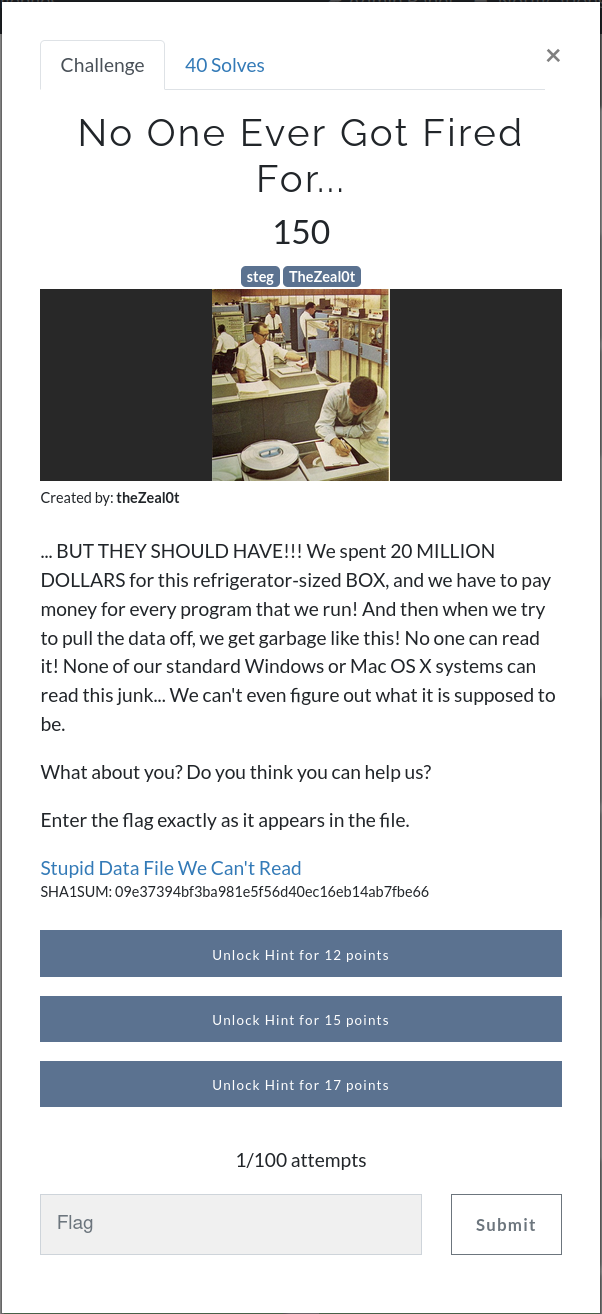 Challenge
40 Solves
×
No One Ever Got Fired
For...
150
steg TheZeal0t
Created by: theZeal0t
... BUT THEY SHOULD HAVE!!! We spent 20 MILLION
DOLLARS for this refrigerator-sized BOX, and we have to pay
money for every program that we run! And then when we try
to pull the data off, we get garbage like this! No one can read
it! None of our standard Windows or Mac OS X systems can
read this junk... We can't even figure out what it is supposed to
be.
What about you? Do you think you can help us?
Enter the flag exactly as it appears in the file.
Stupid Data File We Can't Read
SHA1SUM: 09e37394bf3ba981e5f56d40ec16eb14ab7fbe66
Unlock Hint for 12 points
Unlock Hint for 15 points
Unlock Hint for 17 points
1/100 attempts
Flag
Submit